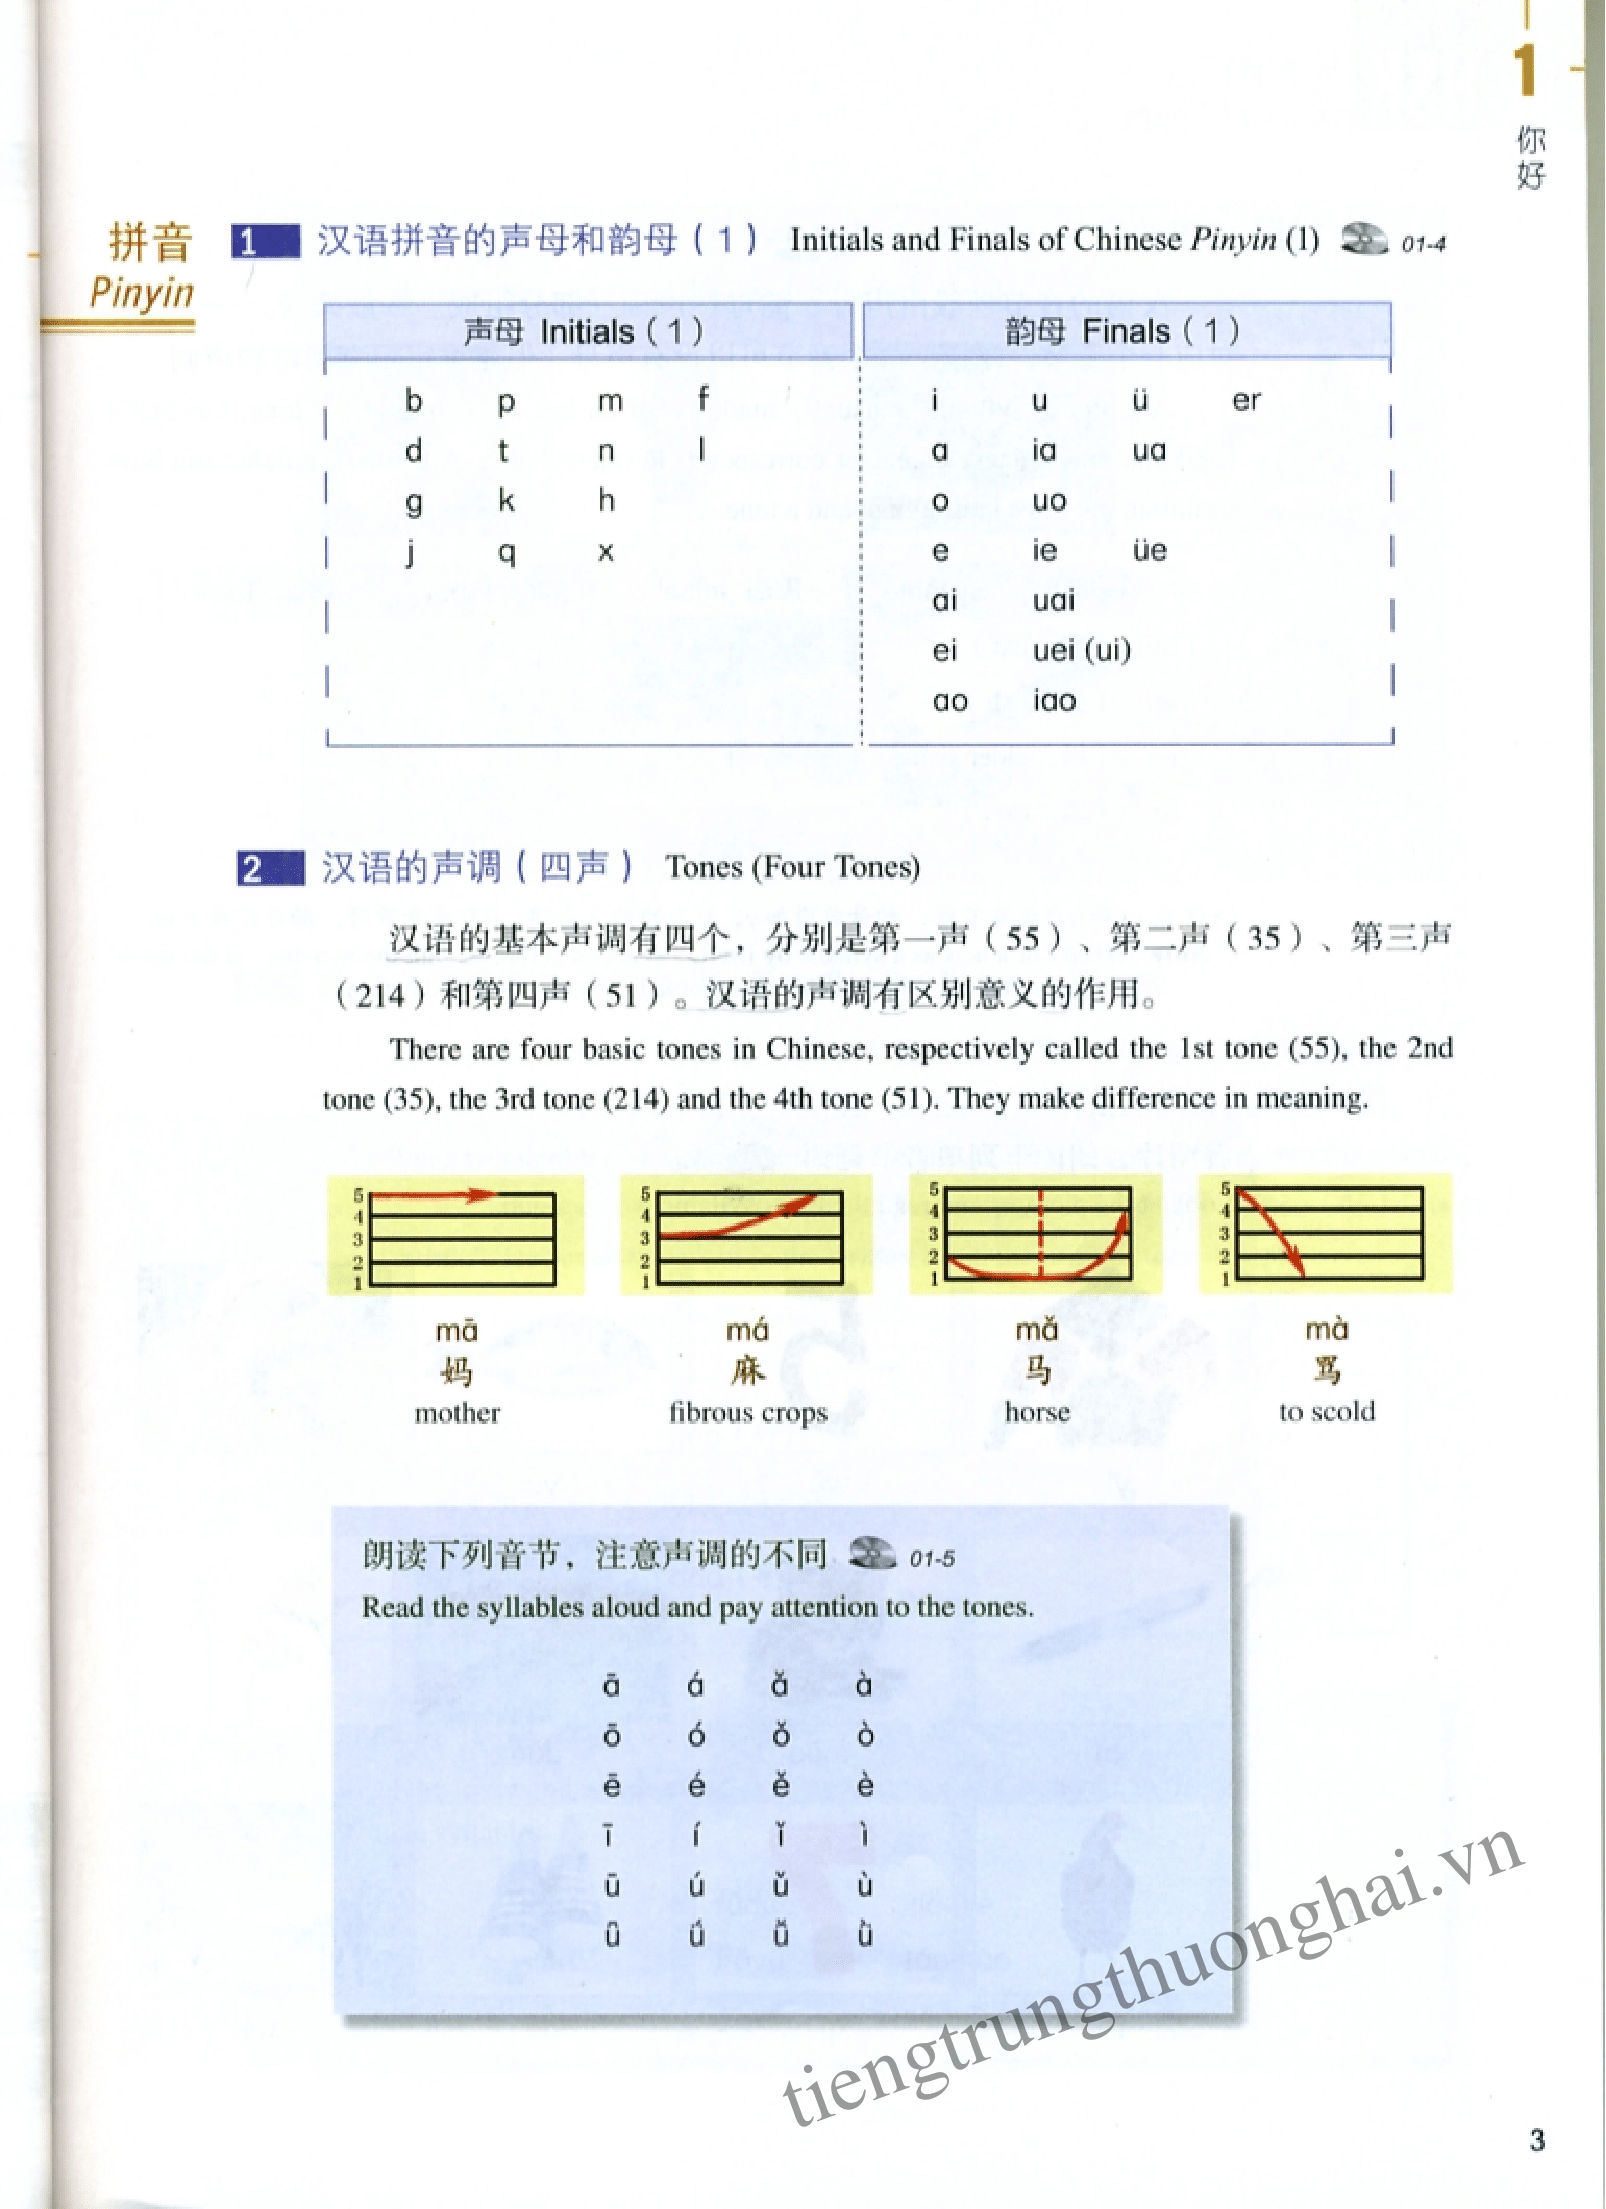 1
你好
拼音
Pinyin
1 汉语拼音的声母和韵母（1） Initials and Finals of Chinese Pinyin (1) 01-4
声母 Initials（1） 韵母 Finals（1）
b p m f i u ü er
d t n l a ia ua
g k h o uo
j q x e ie üe
ai uai
ei uei (ui)
ao iao
2 汉语的声调（四声） Tones (Four Tones)
汉语的基本声调有四个，分别是第一声（55）、第二声（35）、第三声
（214）和第四声（51）。汉语的声调有区别意义的作用。
There are four basic tones in Chinese, respectively called the 1st tone (55), the 2nd
tone (35), the 3rd tone (214) and the 4th tone (51). They make difference in meaning.
5 5 5 5
4 4 4 4
3 3 3 3
2 2 2 2
1 1 1 1
mā má mǎ mà
妈 麻 马 骂
mother fibrous crops horse to scold
朗读下列音节，注意声调的不同 01-5
Read the syllables aloud and pay attention to the tones.
ā á ǎ à
ō ó ǒ ò
ē é ě è
ī í ǐ ì
ū ú ǔ ù
ǖ ǘ ǚ ǜ
tiengtrungthuonghai.vn
3